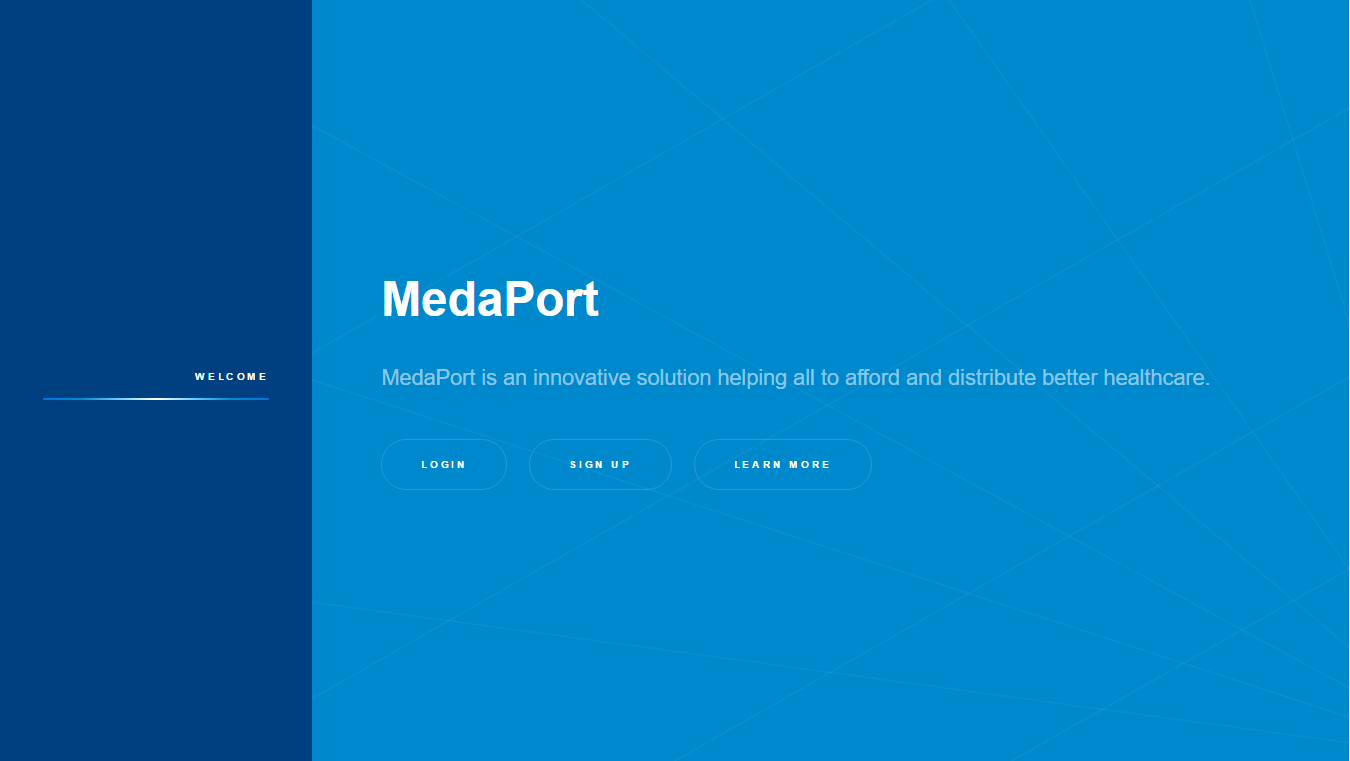 WELCOME
MedaPort
MedaPort is an innovative solution helping all to afford and distribute better healthcare.
LOGIN
SIGN UP
LEARN MORE